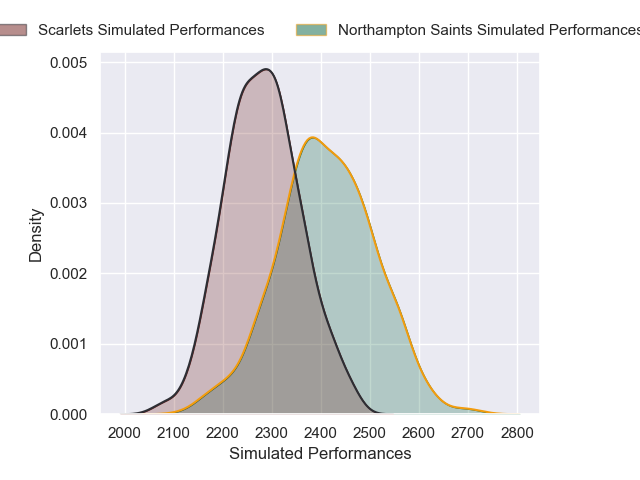 Scarlets Simulated Performances
Northampton Saints Simulated Performances
0.005
0.004
0.003
0.002
0.001
0.000
Density
2000 2100 2200 2300 2400 2500 2600 2700 2800
Simulated Performances